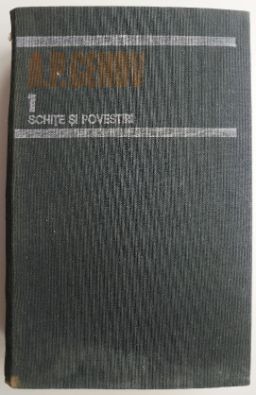 A.P.CEHOV
1
SCHIȚE ȘI POVESTIRI